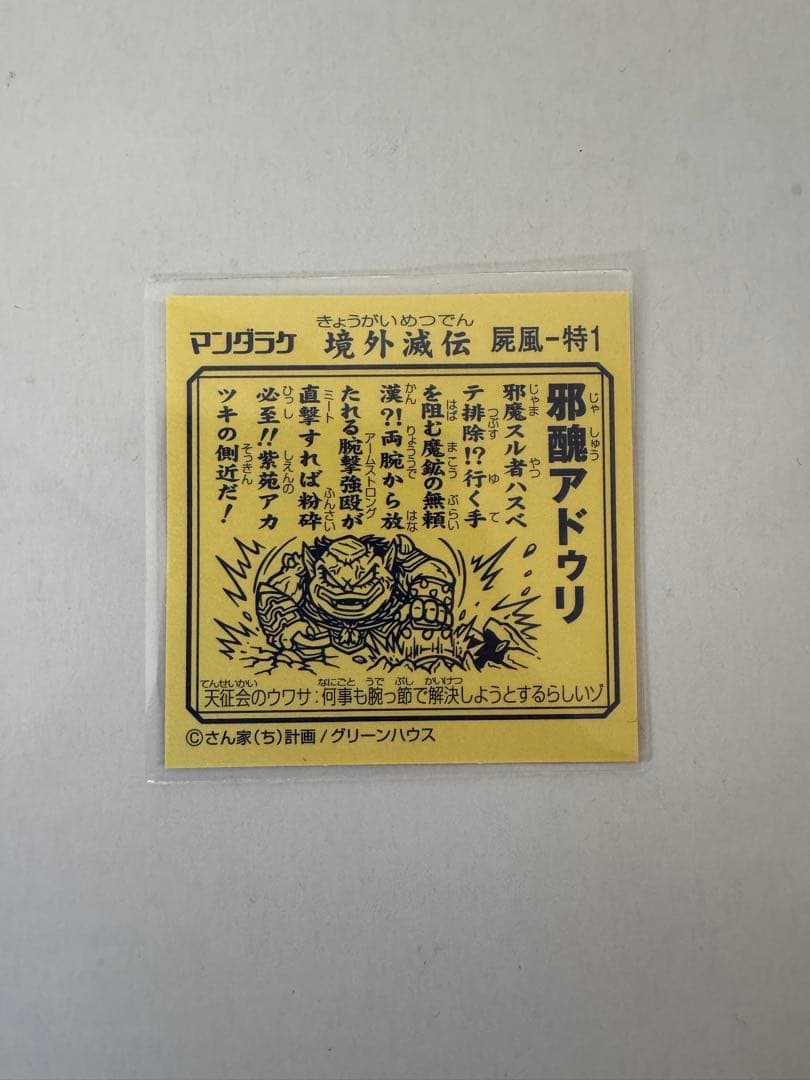 きょうがいめつでん
マンダラケ 境外滅伝 屍風-特1
じゃ しゅう
邪醜アドゥリ
じゃま やつ
邪魔スル者ハスベ
つぶす ゆ て
テ排除!?行く手
はば まこう ぶらい
を阻む魔鉱の無頼
かん りょううで はな
漢?!両腕から放
アームストロング
たれる腕撃強殴が
ミート ふんさい
直撃すれば粉砕
ひっし しえんの
必至!!紫苑アカ
そっきん
ツキの側近だ!
てんせいかい なにごと うで ぷし かいけつ
天征会のウワサ:何事も腕っ節で解決しようとするらしいゾ
©さん家(ち)計画/グリーンハウス